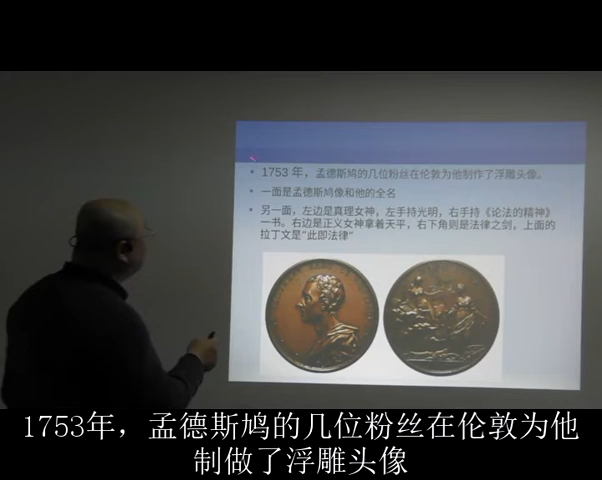 1753 年，孟德斯鸠的几位粉丝在伦敦为他制作了浮雕头像。
一面是孟德斯鸠像和他的全名
另一面，左边是真理女神，左手持光明，右手持《论法的精神》
一书。右边是正义女神拿着天平，右下角则是法律之剑，上面的
拉丁文是“此即法律”
1753年，孟德斯鸠的几位粉丝在伦敦为他
制做了浮雕头像